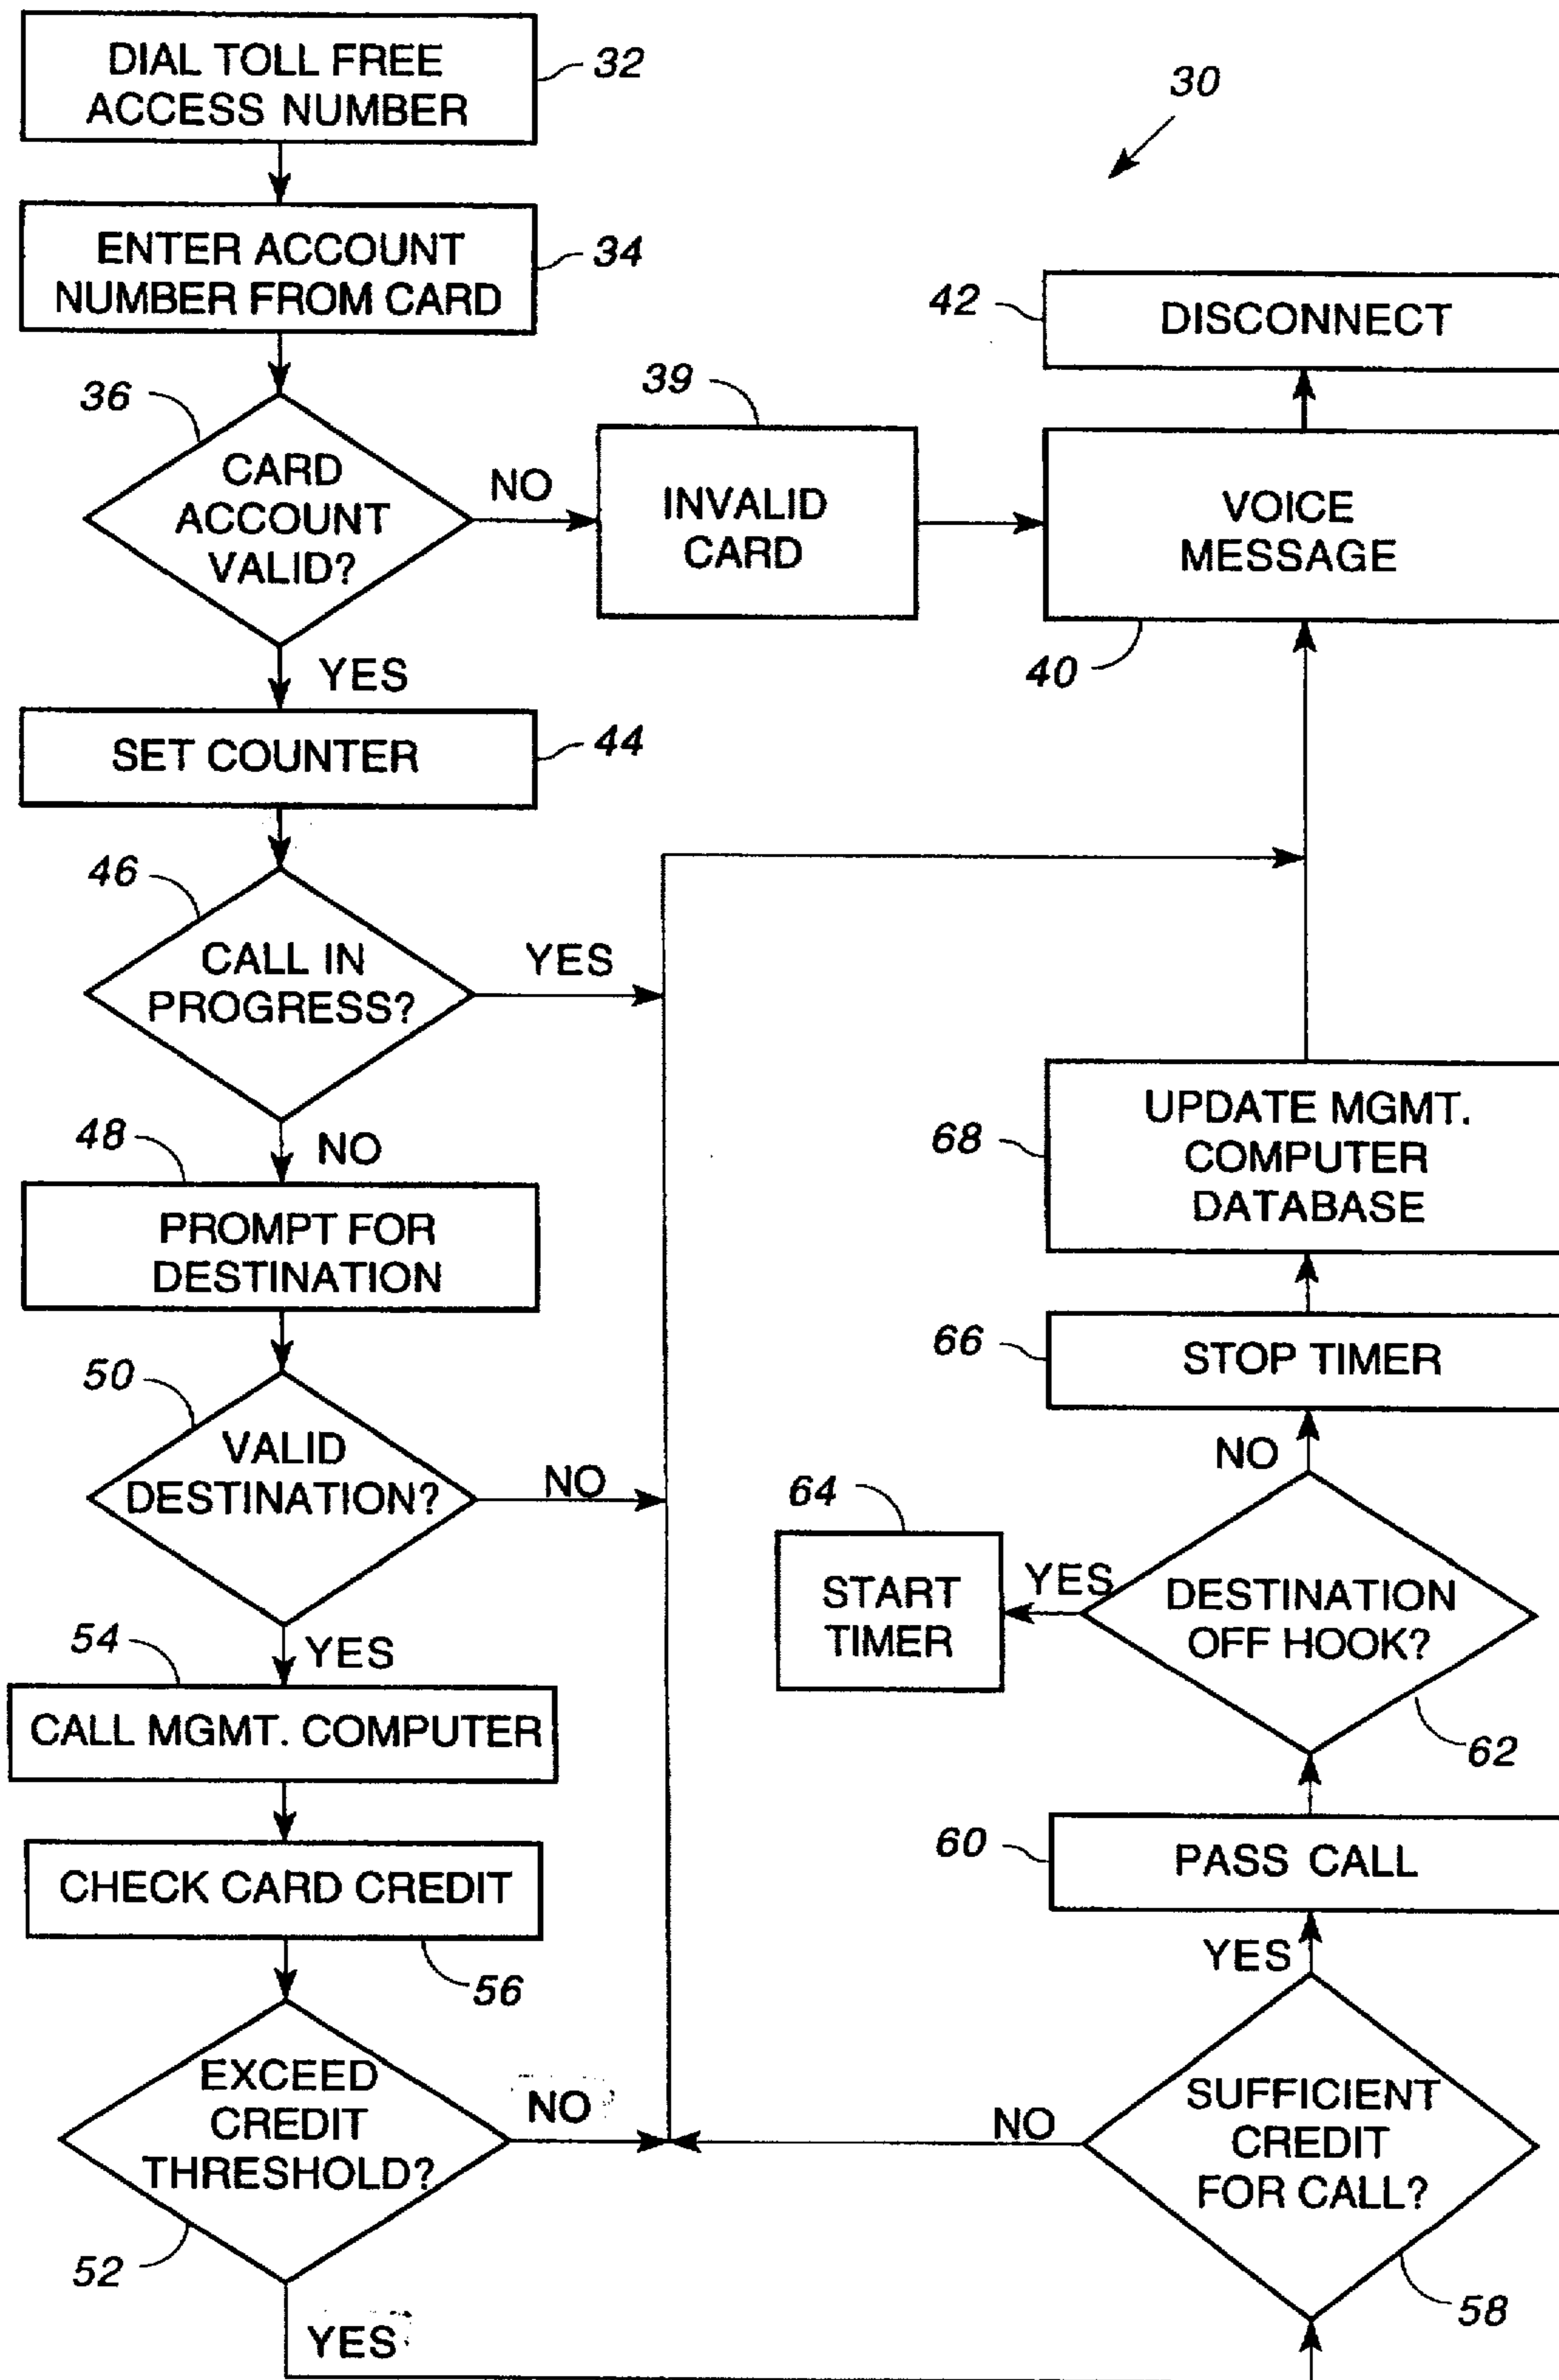 DIAL TOLL FREE
ACCESS NUMBER
32
30
ENTER ACCOUNT
NUMBER FROM CARD
34
42
DISCONNECT
36
CARD
ACCOUNT
VALID?
NO
39
INVALID
CARD
VOICE
MESSAGE
40
YES
SET COUNTER
44
46
CALL IN
PROGRESS?
YES
48
NO
PROMPT FOR
DESTINATION
50
VALID
DESTINATION?
NO
54
YES
CALL MGMT. COMPUTER
CHECK CARD CREDIT
56
EXCEED
CREDIT
THRESHOLD?
NO
52
YES
68
UPDATE MGMT.
COMPUTER
DATABASE
66
STOP TIMER
NO
64
START
TIMER
YES
DESTINATION
OFF HOOK?
62
60
PASS CALL
YES
NO
SUFFICIENT
CREDIT
FOR CALL?
58